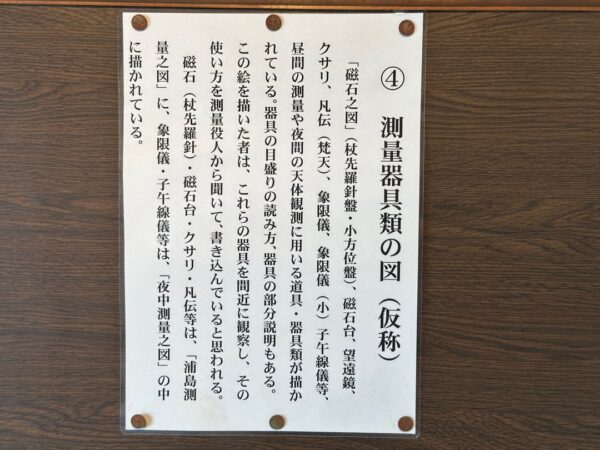 ④　測量器具類の図（仮称）
「磁石之図」（杖先羅針盤・小方位盤）、磁石台、望遠鏡、
クサリ、凡伝（梵天）、象限儀、象限儀（小）子午線儀等、
昼間の測量や夜間の天体観測に用いる道具・器具類が描か
れている。器具の目盛りの読み方、器具の部分説明もある。
この絵を描いた者は、これらの器具を間近に観察し、その
使い方を測量役人から聞いて、書き込んでいると思われる。
磁石（杖先羅針）・磁石台・クサリ・凡伝等は、「浦島測
量之図」に、象限儀・子午線儀等は、「夜中測量之図」の中
に描かれている。